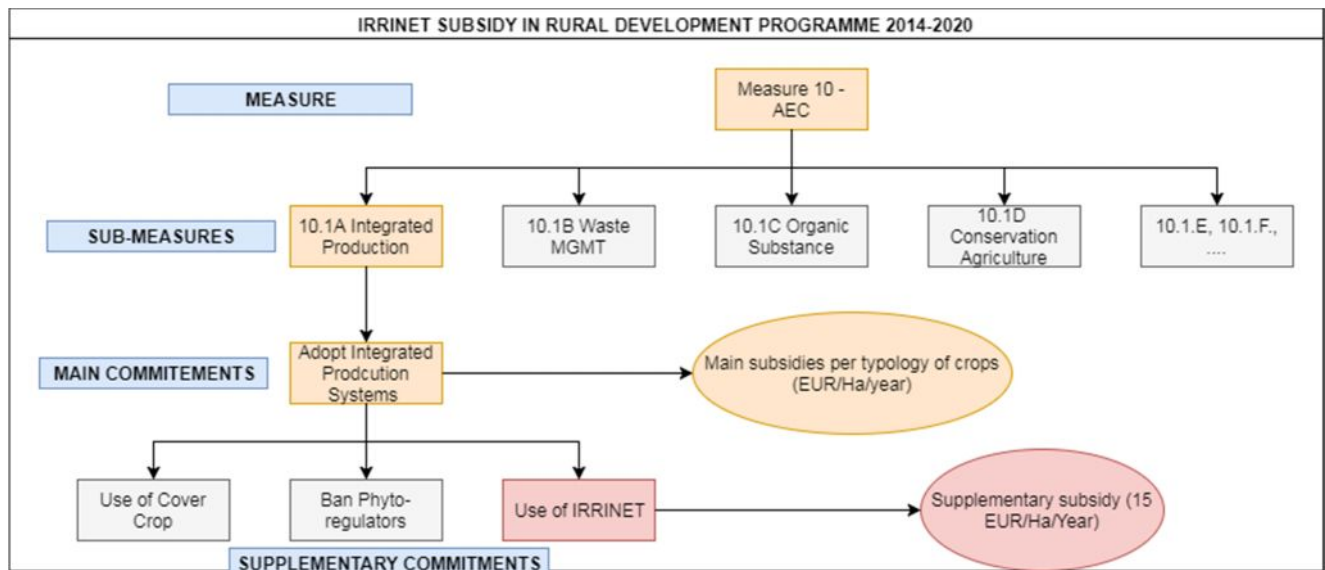 IRRINET SUBSIDY IN RURAL DEVELOPMENT PROGRAMME 2014-2020
MEASURE
Measure 10 -
AEC
SUB-MEASURES
10.1A Integrated
Production
10.1B Waste
MGMT
10.1C Organic
Substance
10.1D
Conservation
Agriculture
10.1.E, 10.1.F.,
....
MAIN COMMITEMENTS
Adopt Integrated
Prodcution
Systems
Main subsidies per typology of crops
(EUR/Ha/year)
Use of Cover
Crop
Ban Phyto-
regulators
Use of IRRINET
Supplementary subsidy (15
EUR/Ha/Year)
SUPPLEMENTARY COMMITMENTS